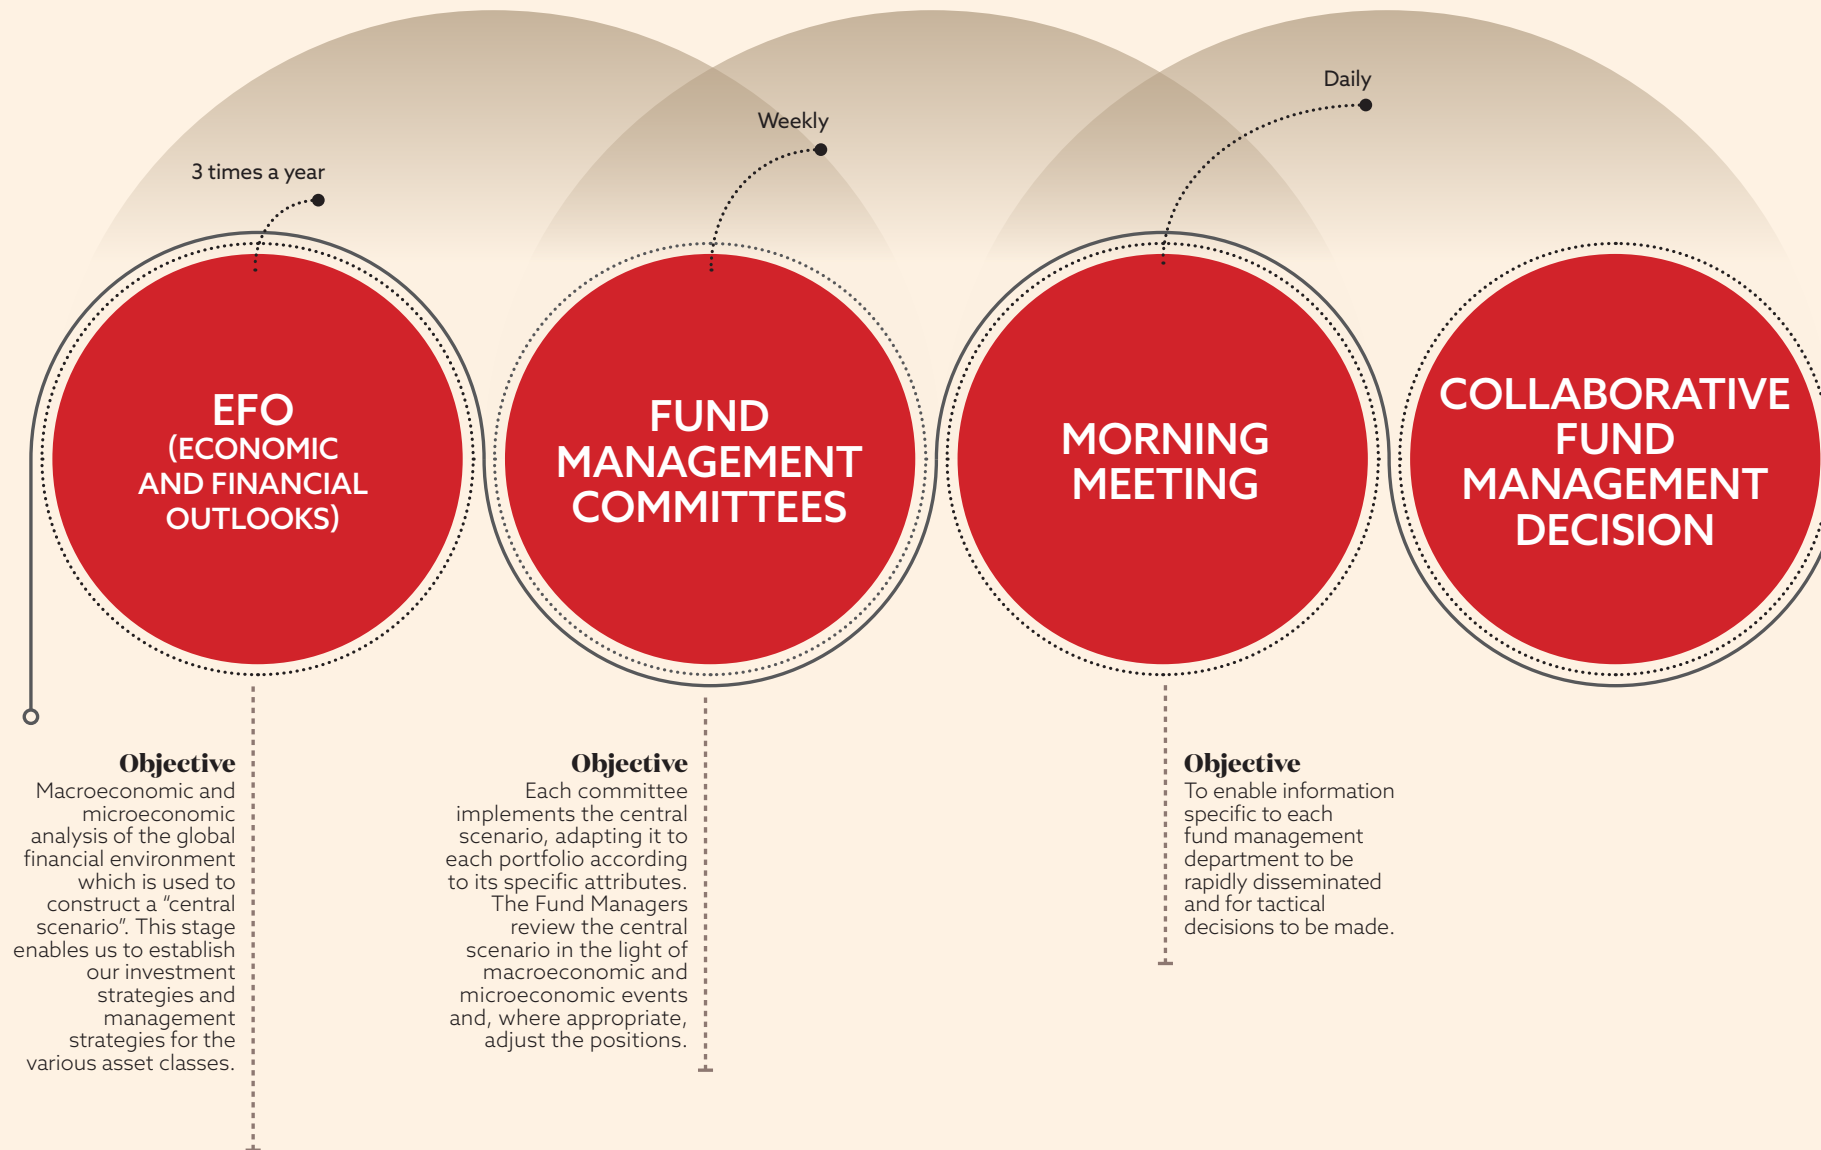 3 times a year
EFO
(ECONOMIC
AND FINANCIAL
OUTLOOKS)
Objective
Macroeconomic and
microeconomic
analysis of the global
financial environment
which is used to
construct a “central
scenario”. This stage
enables us to establish
our investment
strategies and
management
strategies for the
various asset classes.
Weekly
FUND
MANAGEMENT
COMMITTEES
Objective
Each committee
implements the central
scenario, adapting it to
each portfolio according
to its specific attributes.
The Fund Managers
review the central
scenario in the light of
macroeconomic and
microeconomic events
and, where appropriate,
adjust the positions.
Daily
MORNING
MEETING
Objective
To enable information
specific to each
fund management
department to be
rapidly disseminated
and for tactical
decisions to be made.
COLLABORATIVE
FUND
MANAGEMENT
DECISION